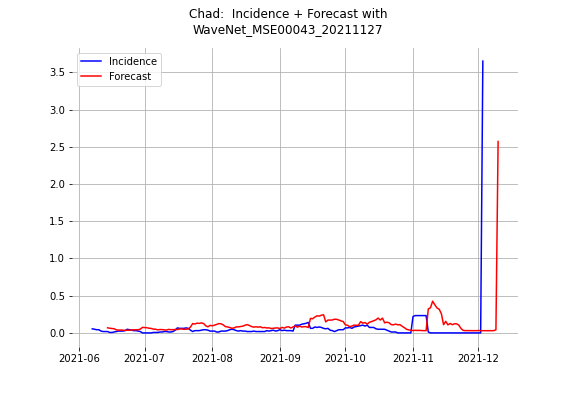 Chad:  Incidence + Forecast with
WaveNet_MSE00043_20211127
Incidence
Forecast
3.5
3.0
2.5
2.0
1.5
1.0
0.5
0.0
2021-06 2021-07 2021-08 2021-09 2021-10 2021-11 2021-12